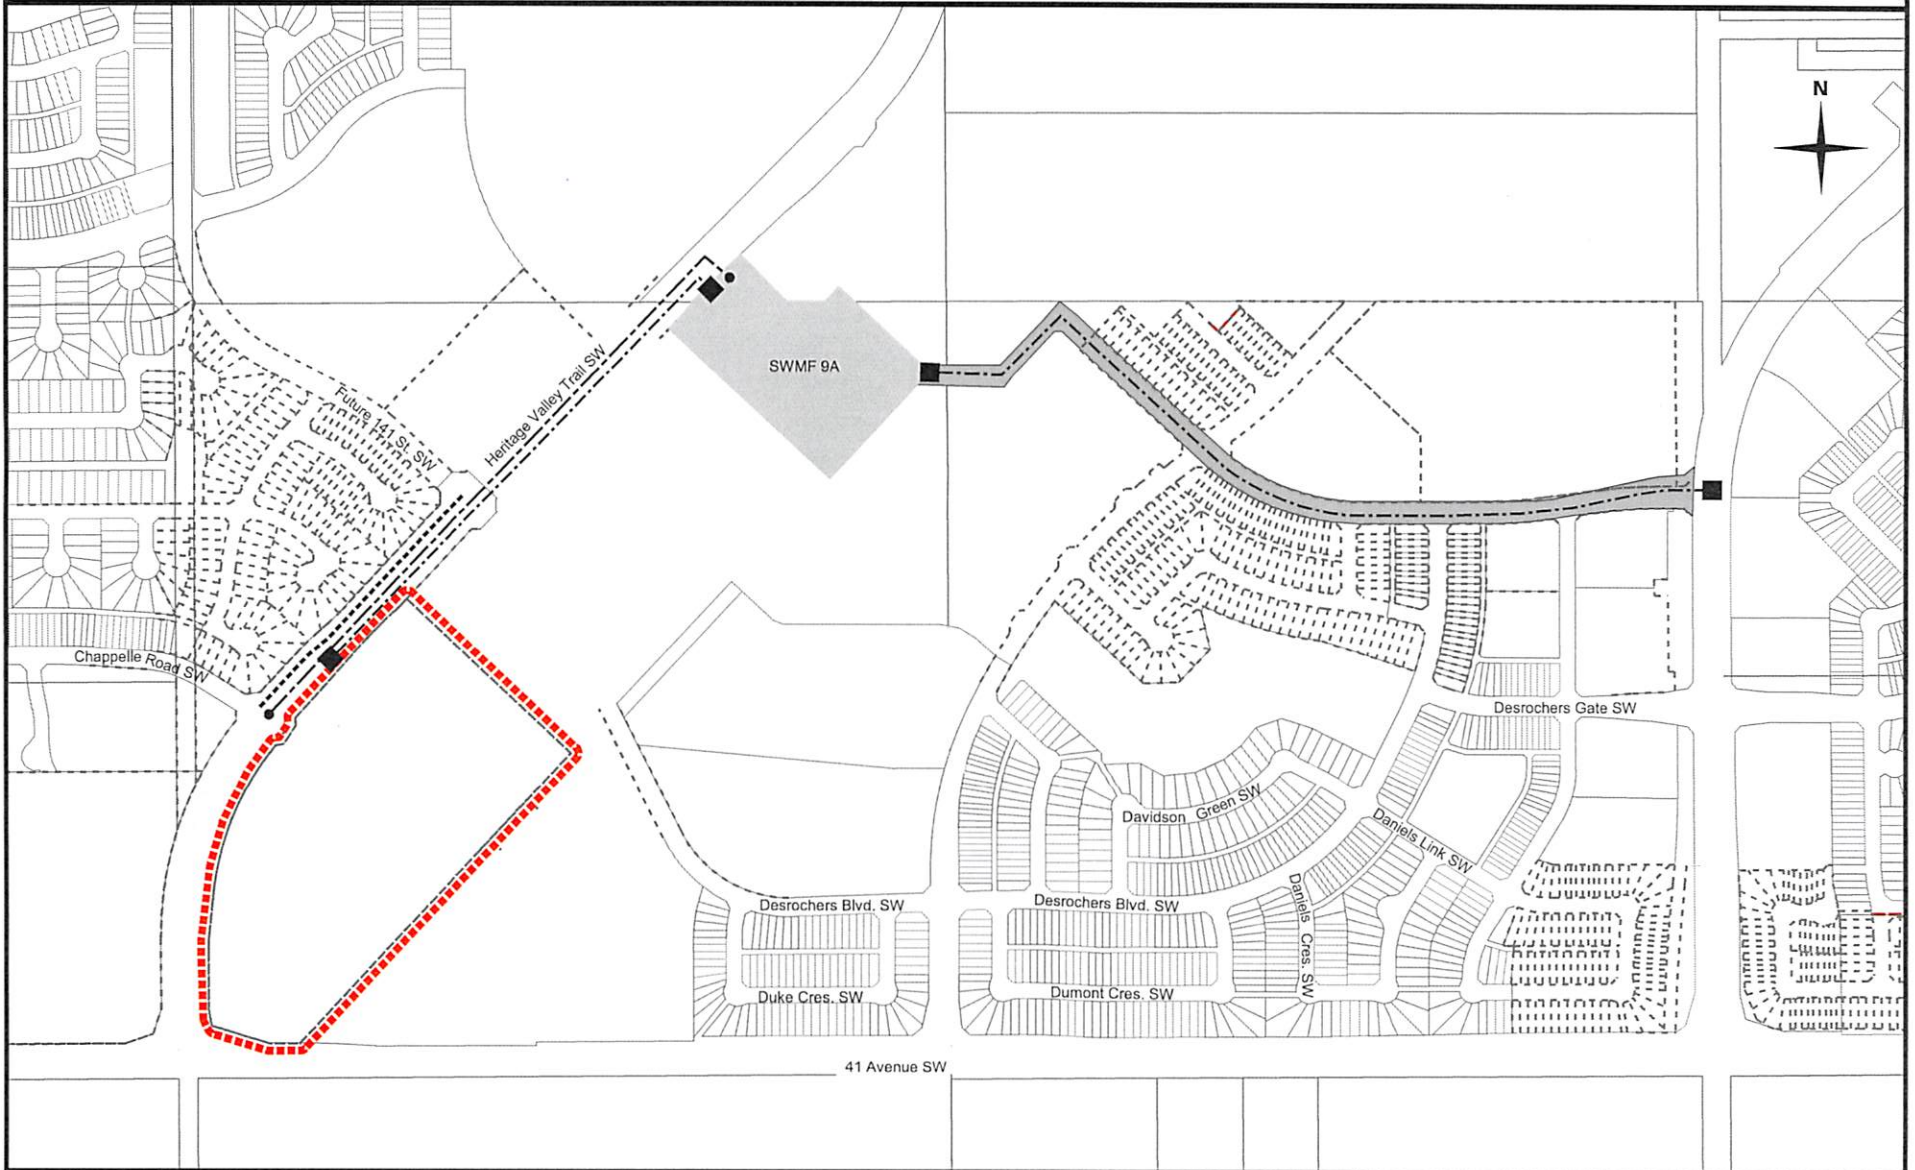 N
SWMF 9A
Heritage Valley Trail SW
Future 141 St. SW
Chappelle Road SW
Desrochers Gate SW
Davidson Green SW
Daniels Link SW
Desrochers Blvd. SW
Desrochers Blvd. SW
Daniels Cres. SW
Duke Cres. SW
Dumont Cres. SW
41 Avenue SW